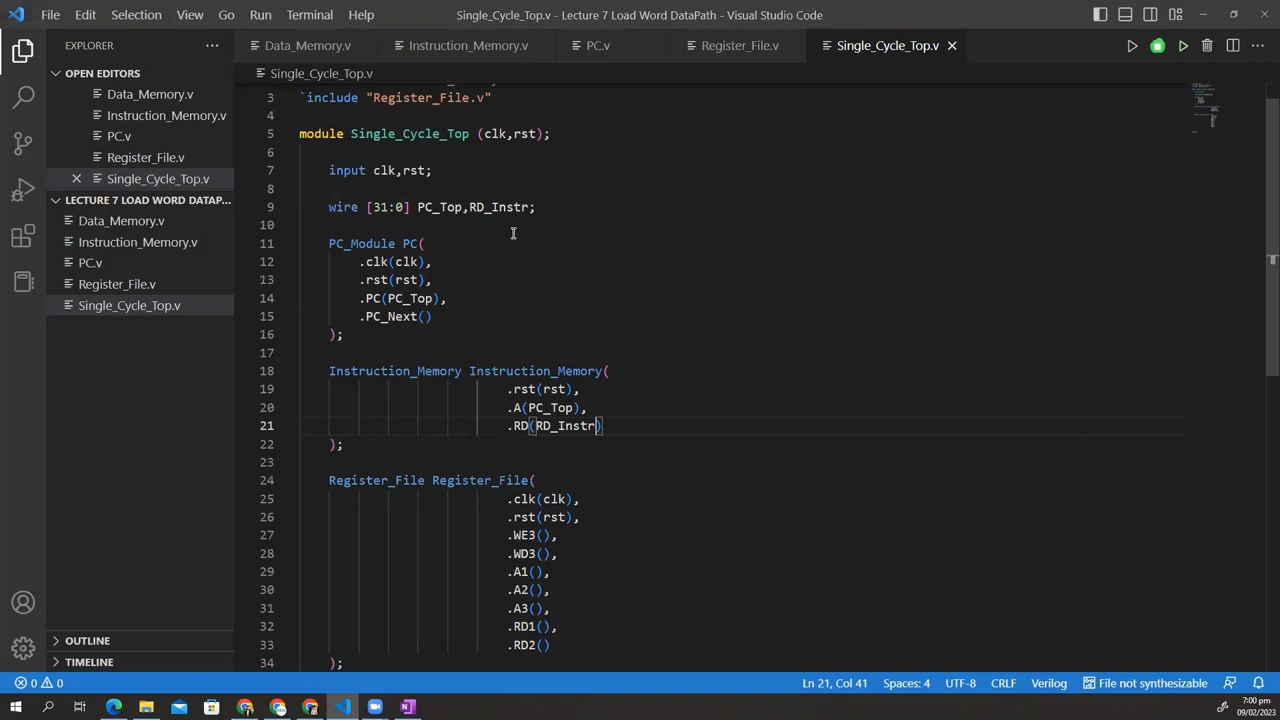 File Edit Selection View Go Run Terminal Help Single_Cycle_Top.v - Lecture 7 Load Word DataPath - Visual Studio Code
EXPLORER
OPEN EDITORS
Data_Memory.v
Instruction_Memory.v
PC.v
Register_File.v
Single_Cycle_Top.v
LECTURE 7 LOAD WORD DATAP...
Data_Memory.v
Instruction_Memory.v
PC.v
Register_File.v
Single_Cycle_Top.v
OUTLINE
TIMELINE
Data_Memory.v Instruction_Memory.v PC.v Register_File.v Single_Cycle_Top.v
Single_Cycle_Top.v
3 `include "Register_File.v"
4
5 module Single_Cycle_Top (clk,rst);
6
7 input clk,rst;
8
9 wire [31:0] PC_Top,RD_Instr;
10
11 PC_Module PC(
12 .clk(clk),
13 .rst(rst),
14 .PC(PC_Top),
15 .PC_Next()
16 );
17
18 Instruction_Memory Instruction_Memory(
19 .rst(rst),
20 .A(PC_Top),
21 .RD(RD_Instr)
22 );
23
24 Register_File Register_File(
25 .clk(clk),
26 .rst(rst),
27 .WE3(),
28 .WD3(),
29 .A1(),
30 .A2(),
31 .A3(),
32 .RD1(),
33 .RD2()
34 );
0 0 Ln 21, Col 41 Spaces: 4 UTF-8 CRLF Verilog File not synthesizable
7:00 pm
09/02/2023